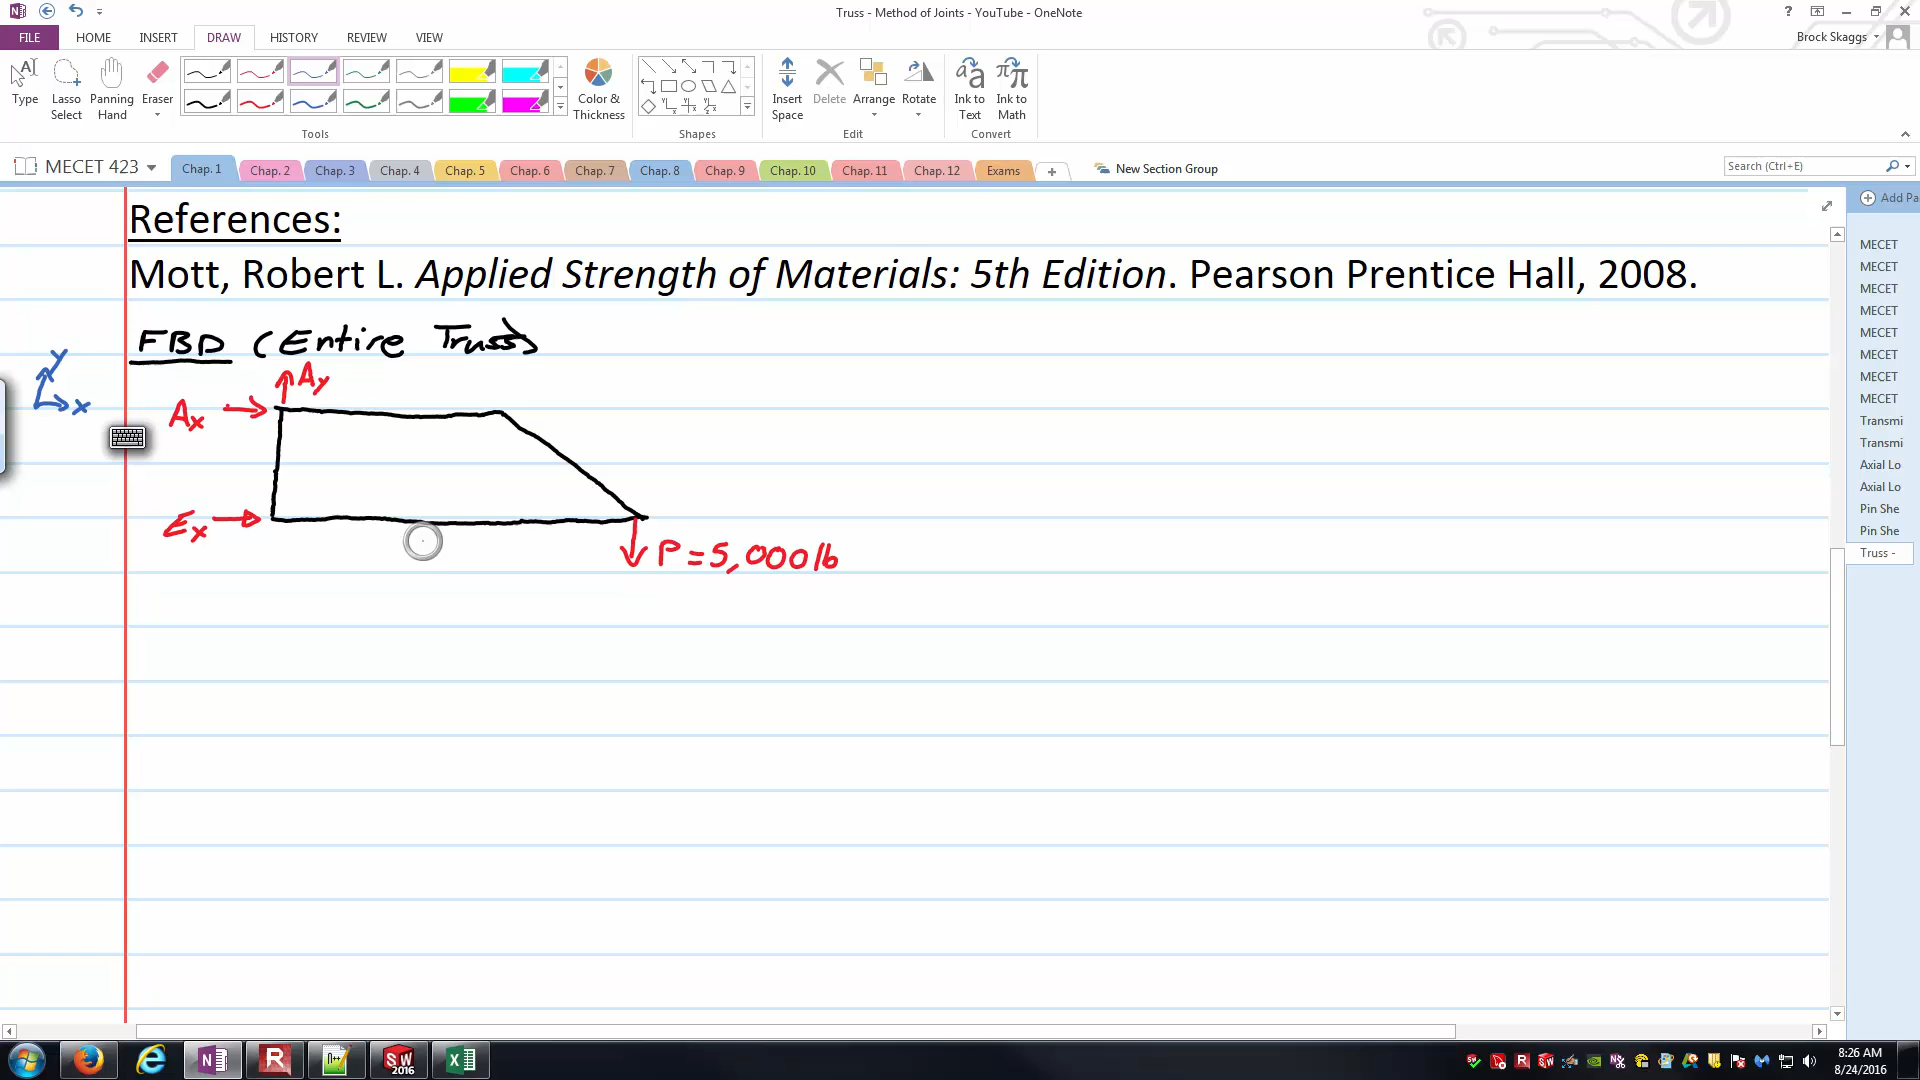 Truss - Method of Joints - YouTube - OneNote
?
FILE HOME INSERT DRAW HISTORY REVIEW VIEW
Brock Skaggs
Type
Lasso Select
Panning Hand
Eraser
Color & Thickness
Insert Space
Delete
Arrange
Rotate
Ink to Text
Ink to Math
Tools Shapes Edit Convert
MECET 423
Chap. 1 Chap. 2 Chap. 3 Chap. 4 Chap. 5 Chap. 6 Chap. 7 Chap. 8 Chap. 9 Chap. 10 Chap. 11 Chap. 12 Exams
New Section Group
Search (Ctrl+E)
Add Pa
References:
Mott, Robert L. Applied Strength of Materials: 5th Edition. Pearson Prentice Hall, 2008.
FBD (Entire Truss)
y
x
Ay
Ax
Ex
P = 5,000 lb
MECET
MECET
MECET
MECET
MECET
MECET
MECET
MECET
Transmi
Transmi
Axial Lo
Axial Lo
Pin She
Pin She
Truss -
SW 2016
8:26 AM
8/24/2016